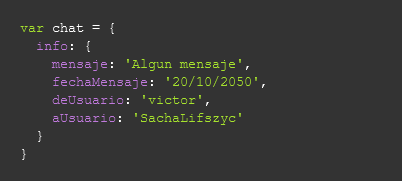 var chat = {
  info: {
    mensaje: 'Algun mensaje',
    fechaMensaje: '20/10/2050',
    deUsuario: 'victor',
    aUsuario: 'SachaLifszyc'
  }
}